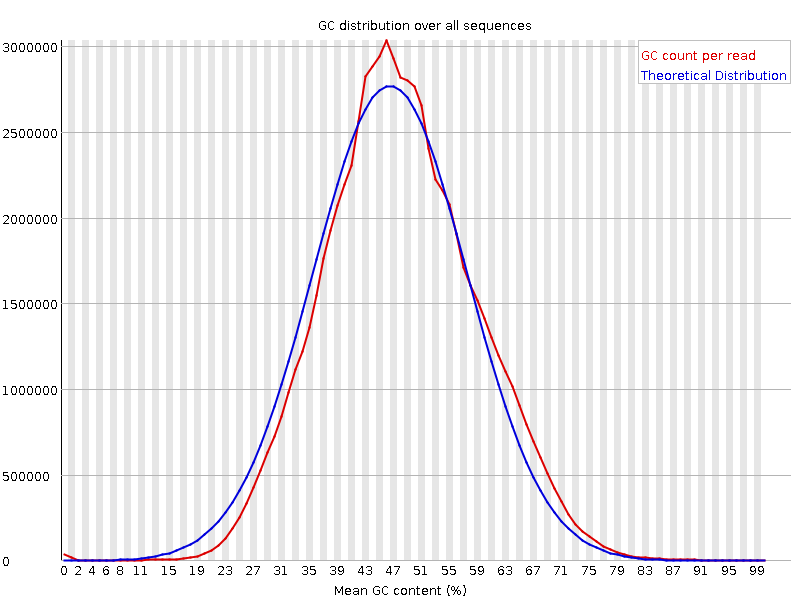 GC distribution over all sequences
GC count per read
Theoretical Distribution
3000000
2500000
2000000
1500000
1000000
500000
0
0 2 4 6 8 11 15 19 23 27 31 35 39 43 47 51 55 59 63 67 71 75 79 83 87 91 95 99
Mean GC content (%)